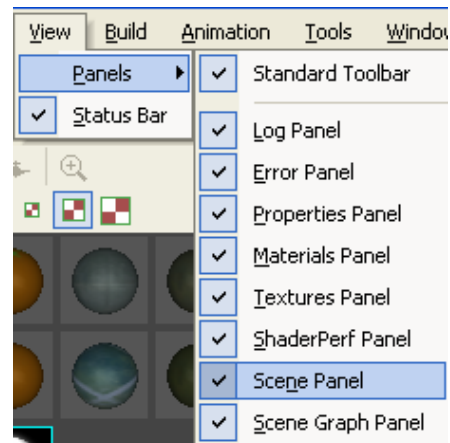 View Build Animation Tools
Panels
Status Bar
Standard Toolbar
Log Panel
Error Panel
Properties Panel
Materials Panel
Textures Panel
ShaderPerf Panel
Scene Panel
Scene Graph Panel